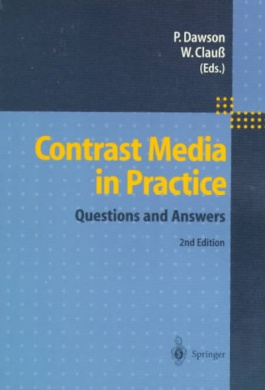 P. Dawson
W. Clauß
(Eds.)
Contrast Media
in Practice
Questions and Answers
2nd Edition
Springer